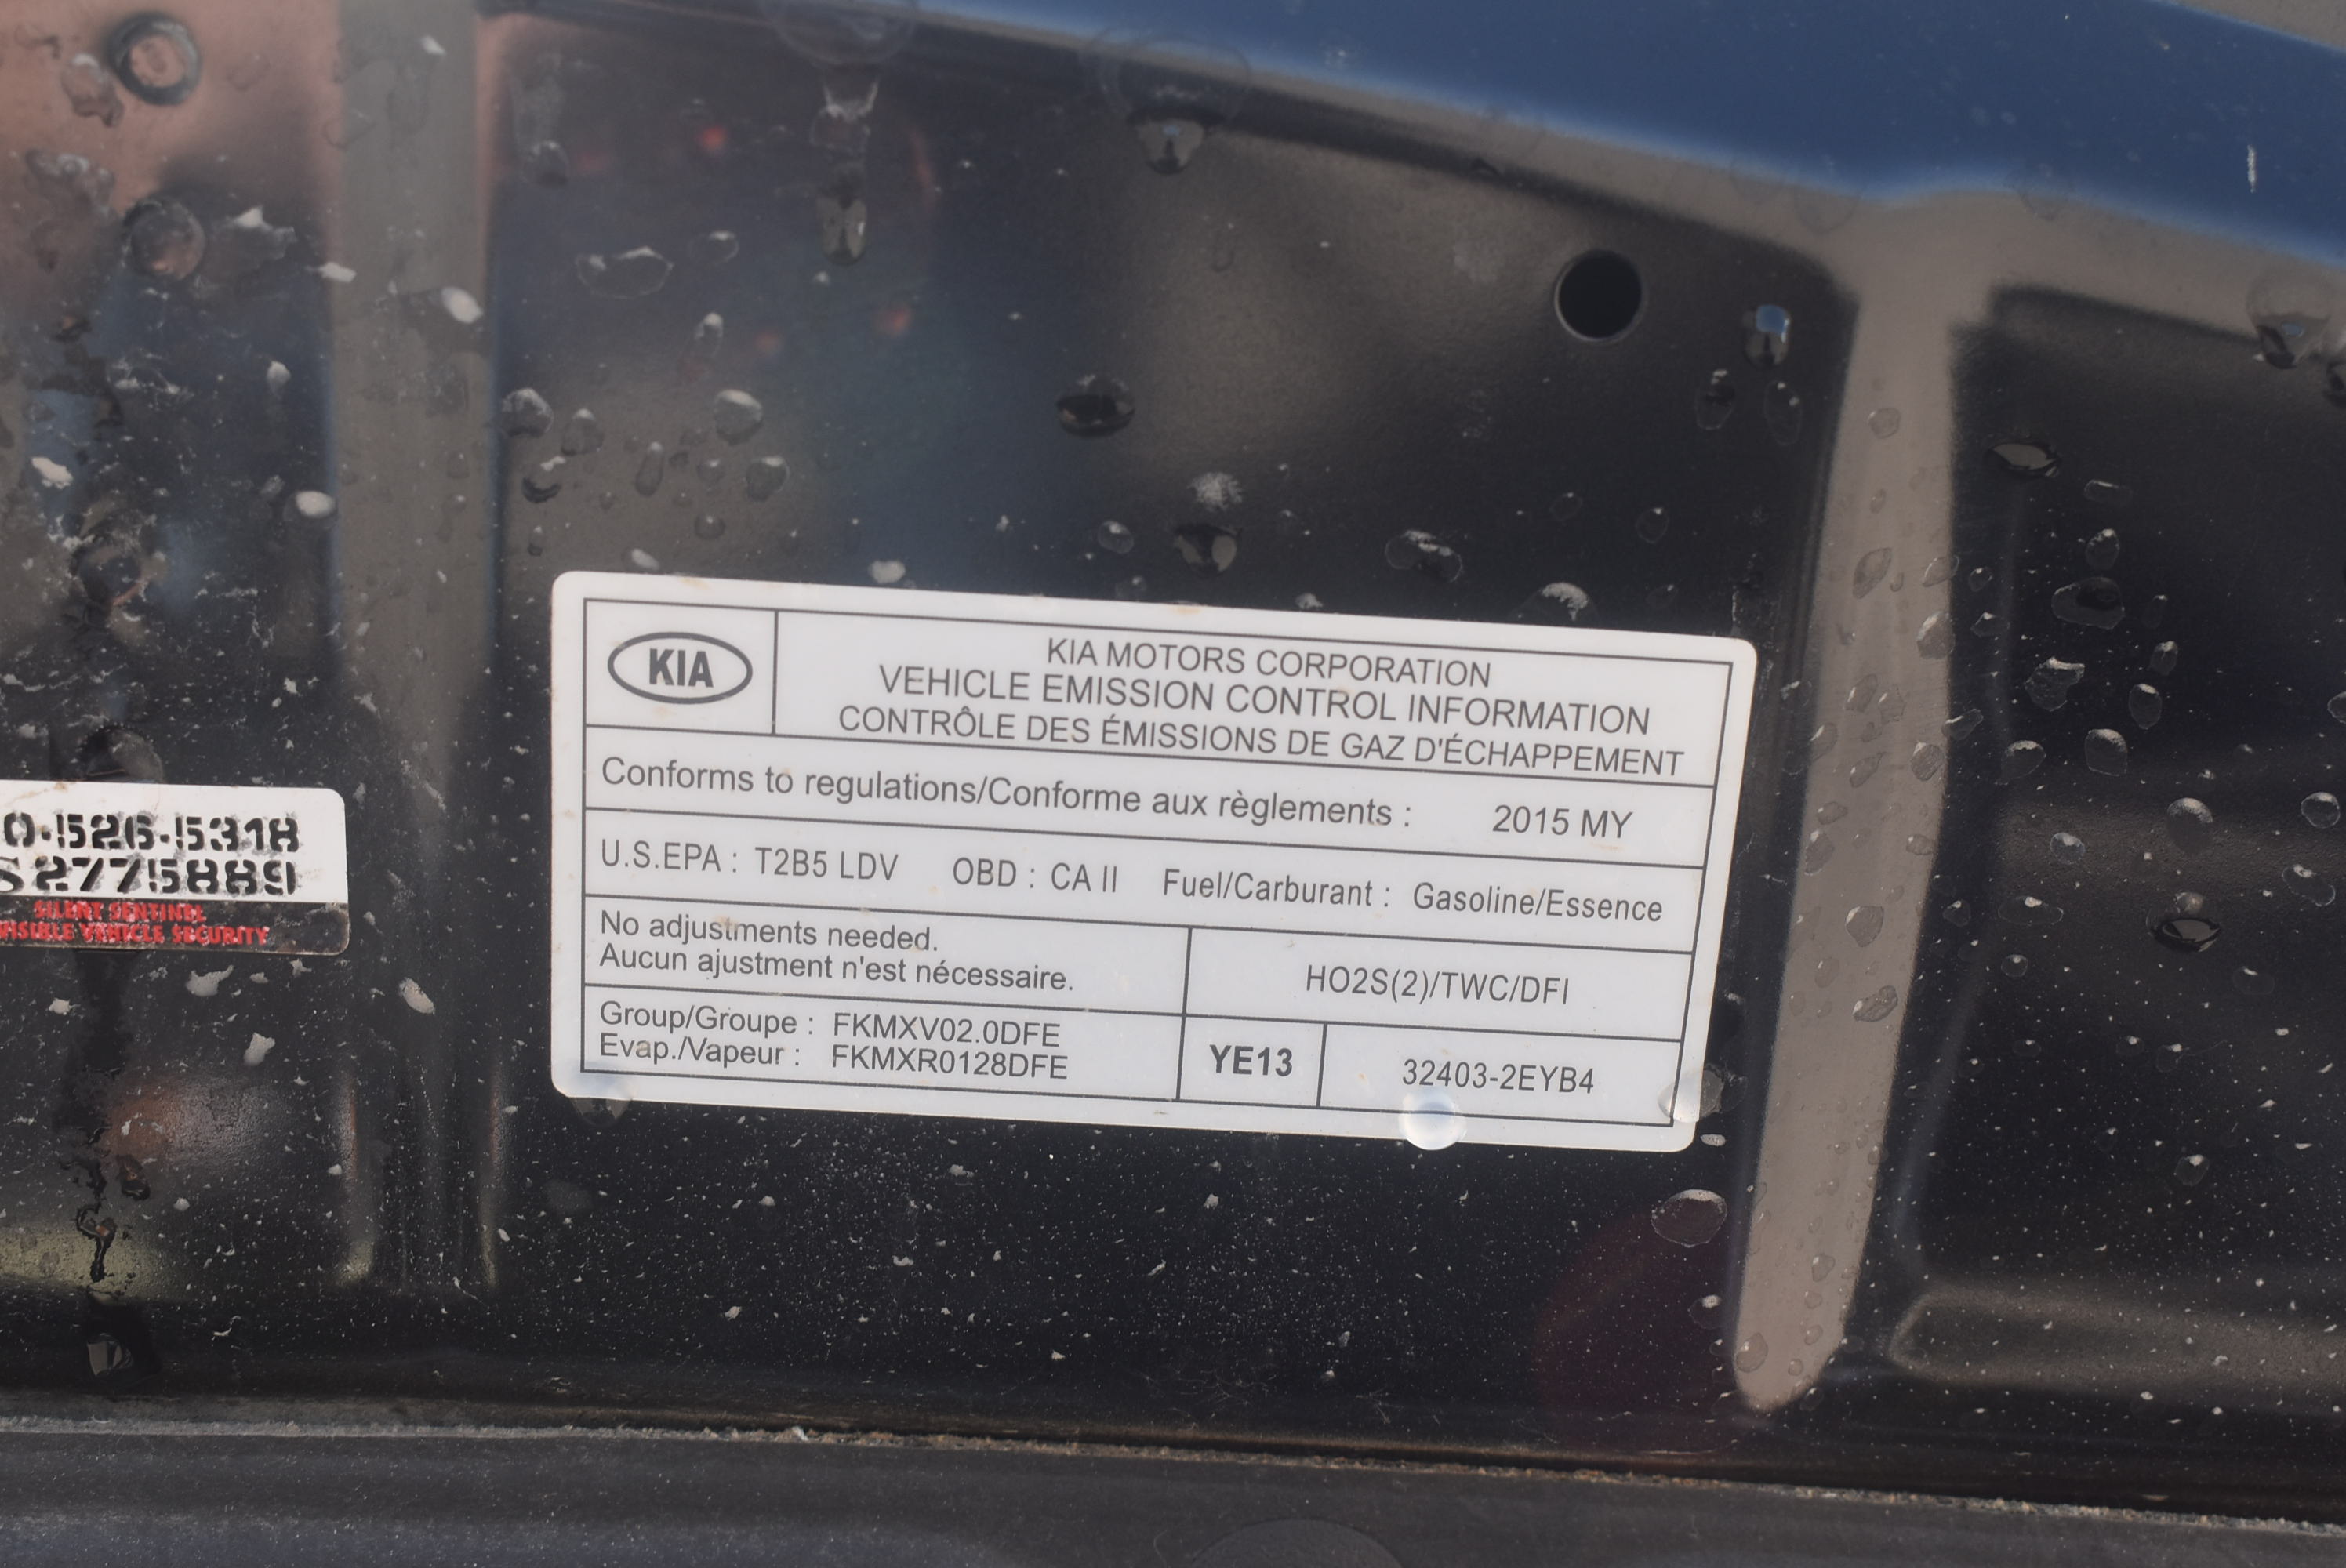 KIA
KIA MOTORS CORPORATION
VEHICLE EMISSION CONTROL INFORMATION
CONTRÔLE DES ÉMISSIONS DE GAZ D'ÉCHAPPEMENT
Conforms to regulations/Conforme aux règlements : 2015 MY
U.S.EPA : T2B5 LDV OBD : CA II Fuel/Carburant : Gasoline/Essence
No adjustments needed.
Aucun ajustment n'est nécessaire.
HO2S(2)/TWC/DFI
Group/Groupe : FKMXV02.0DFE
Evap./Vapeur : FKMXR0128DFE
YE13
32403-2EYB4
0-526-5318
S2775889
SILENT SENTINEL
VISIBLE VEHICLE SECURITY